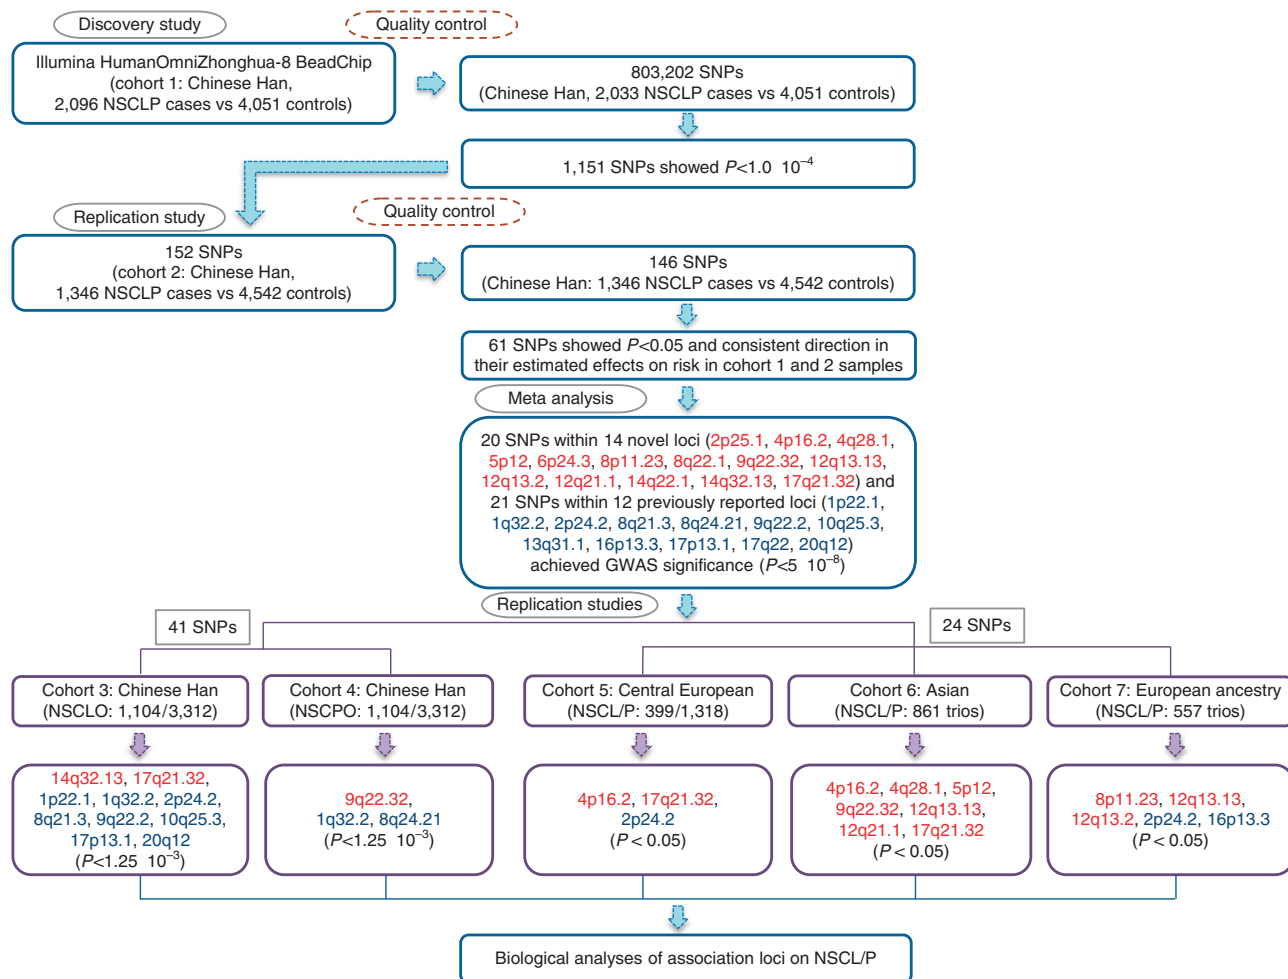 Discovery study
Quality control
Illumina HumanOmniZhonghua-8 BeadChip
(cohort 1: Chinese Han,
2,096 NSCLP cases vs 4,051 controls)
803,202 SNPs
(Chinese Han, 2,033 NSCLP cases vs 4,051 controls)
1,151 SNPs showed P<1.0 10⁻⁴
Replication study
Quality control
152 SNPs
(cohort 2: Chinese Han,
1,346 NSCLP cases vs 4,542 controls)
146 SNPs
(Chinese Han: 1,346 NSCLP cases vs 4,542 controls)
61 SNPs showed P<0.05 and consistent direction in
their estimated effects on risk in cohort 1 and 2 samples
Meta analysis
20 SNPs within 14 novel loci (2p25.1, 4p16.2, 4q28.1,
5p12, 6p24.3, 8p11.23, 8q22.1, 9q22.32, 12q13.13,
12q13.2, 12q21.1, 14q22.1, 14q32.13, 17q21.32) and
21 SNPs within 12 previously reported loci (1p22.1,
1q32.2, 2p24.2, 8q21.3, 8q24.21, 9q22.2, 10q25.3,
13q31.1, 16p13.3, 17p13.1, 17q22, 20q12)
achieved GWAS significance (P<5 10⁻⁸)
Replication studies
41 SNPs
24 SNPs
Cohort 3: Chinese Han
(NSCLO: 1,104/3,312)
Cohort 4: Chinese Han
(NSCPO: 1,104/3,312)
Cohort 5: Central European
(NSCL/P: 399/1,318)
Cohort 6: Asian
(NSCL/P: 861 trios)
Cohort 7: European ancestry
(NSCL/P: 557 trios)
14q32.13, 17q21.32,
1p22.1, 1q32.2, 2p24.2,
8q21.3, 9q22.2, 10q25.3,
17p13.1, 20q12
(P<1.25 10⁻³)
9q22.32,
1q32.2, 8q24.21
(P<1.25 10⁻³)
4p16.2, 17q21.32,
2p24.2
(P < 0.05)
4p16.2, 4q28.1, 5p12,
9q22.32, 12q13.13,
12q21.1, 17q21.32
(P < 0.05)
8p11.23, 12q13.13,
12q13.2, 2p24.2, 16p13.3
(P < 0.05)
Biological analyses of association loci on NSCL/P